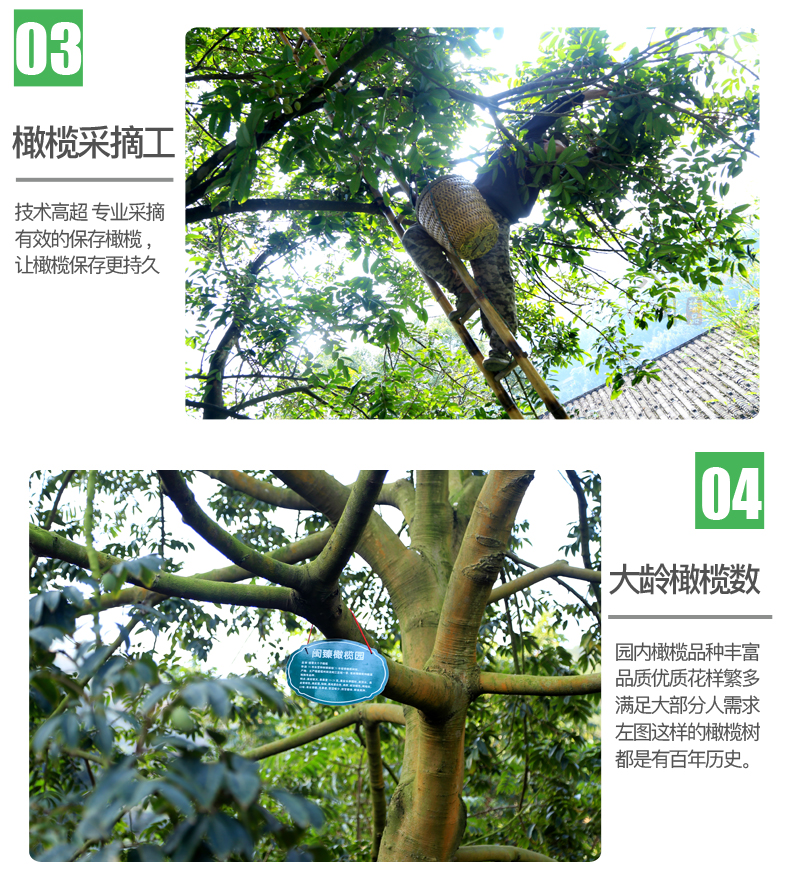 03
橄榄采摘工
技术高超 专业采摘
有效的保存橄榄，
让橄榄保存更持久
04
大龄橄榄数
园内橄榄品种丰富
品质优质花样繁多
满足大部分人需求
左图这样的橄榄树
都是有百年历史。
闽臻橄榄园